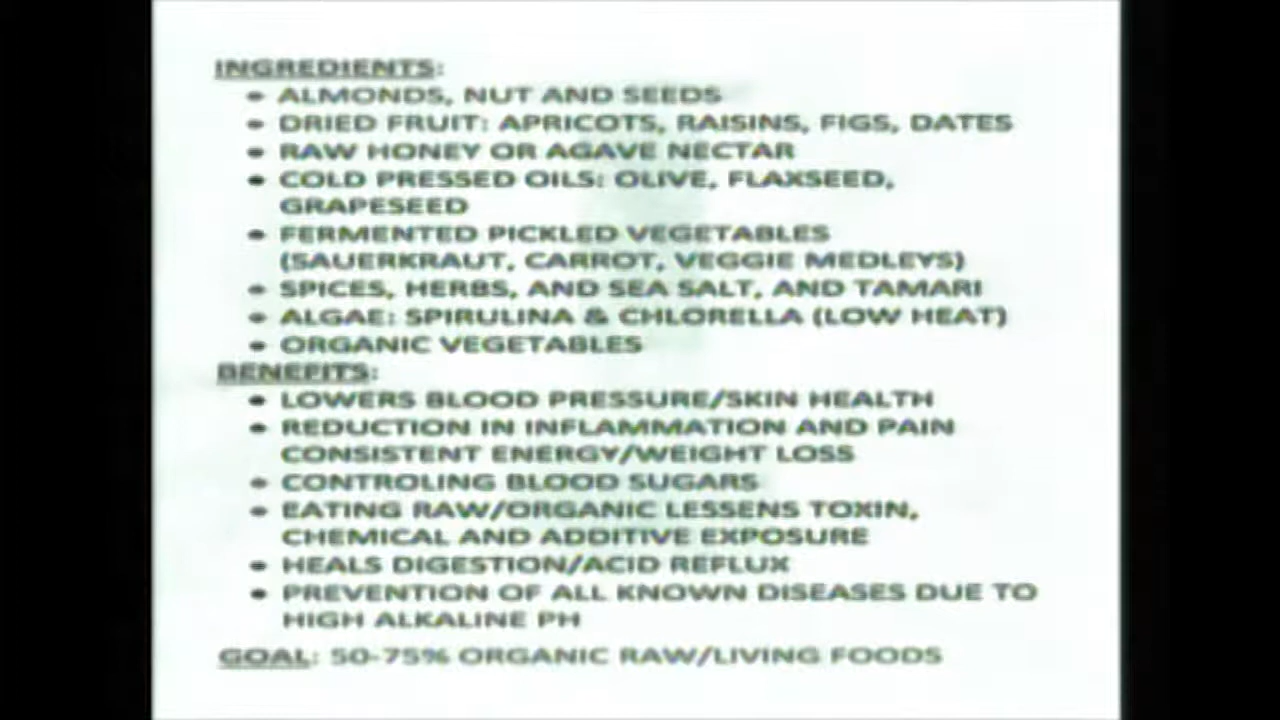 INGREDIENTS:
• ALMONDS, NUT AND SEEDS
• DRIED FRUIT: APRICOTS, RAISINS, FIGS, DATES
• RAW HONEY OR AGAVE NECTAR
• COLD PRESSED OILS: OLIVE, FLAXSEED,
GRAPESEED
• FERMENTED PICKLED VEGETABLES
(SAUERKRAUT, CARROT, VEGGIE MEDLEYS)
• SPICES, HERBS, AND SEA SALT, AND TAMARI
• ALGAE: SPIRULINA & CHLORELLA (LOW HEAT)
• ORGANIC VEGETABLES
BENEFITS:
• LOWERS BLOOD PRESSURE/SKIN HEALTH
• REDUCTION IN INFLAMMATION AND PAIN
CONSISTENT ENERGY/WEIGHT LOSS
• CONTROLING BLOOD SUGARS
• EATING RAW/ORGANIC LESSENS TOXIN,
CHEMICAL AND ADDITIVE EXPOSURE
• HEALS DIGESTION/ACID REFLUX
• PREVENTION OF ALL KNOWN DISEASES DUE TO
HIGH ALKALINE PH
GOAL: 50-75% ORGANIC RAW/LIVING FOODS